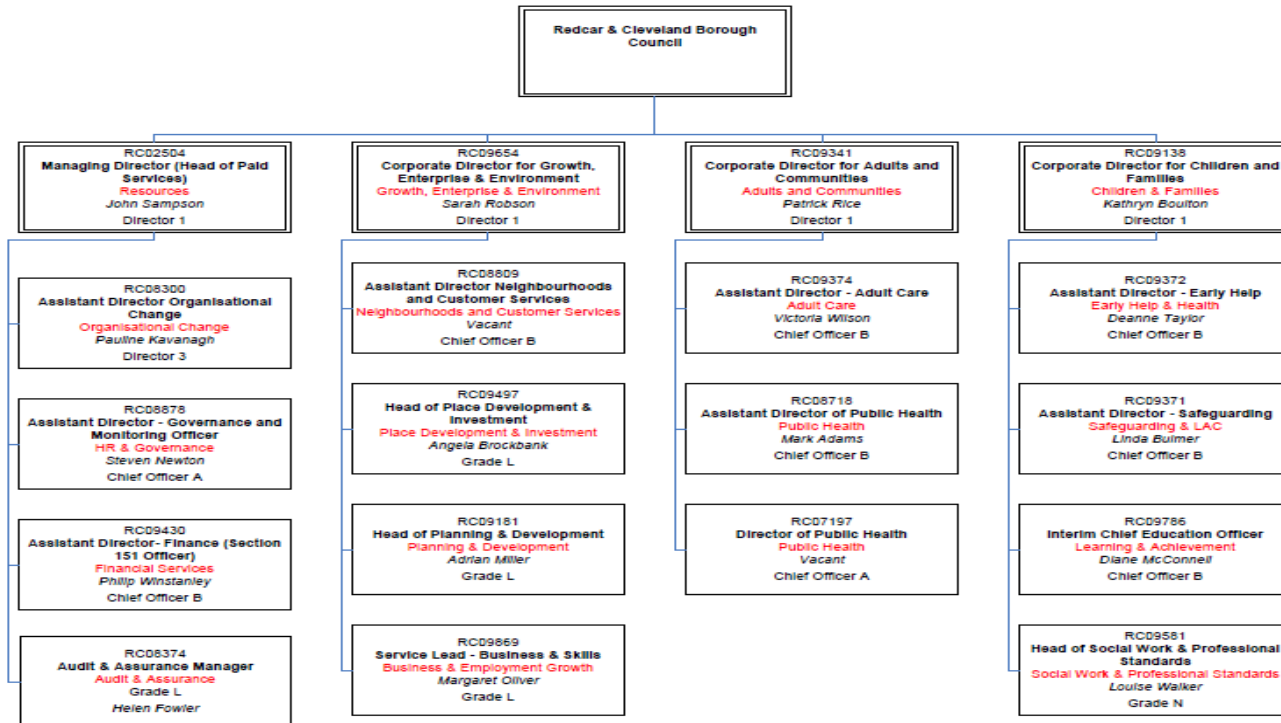 Redcar & Cleveland Borough
Council
RC02504
Managing Director (Head of Paid
Services)
Resources
John Sampson
Director 1
RC09654
Corporate Director for Growth,
Enterprise & Environment
Growth, Enterprise & Environment
Sarah Robson
Director 1
RC09341
Corporate Director for Adults and
Communities
Adults and Communities
Patrick Rice
Director 1
RC09138
Corporate Director for Children and
Families
Children & Families
Kathryn Boulton
Director 1
RC08300
Assistant Director Organisational
Change
Organisational Change
Pauline Kavanagh
Director 3
RC08878
Assistant Director - Governance and
Monitoring Officer
HR & Governance
Steven Newton
Chief Officer A
RC09430
Assistant Director- Finance (Section
151 Officer)
Financial Services
Philip Winstanley
Chief Officer B
RC08374
Audit & Assurance Manager
Audit & Assurance
Grade L
Helen Fowler
RC08809
Assistant Director Neighbourhoods
and Customer Services
Neighbourhoods and Customer Services
Vacant
Chief Officer B
RC09497
Head of Place Development &
Investment
Place Development & Investment
Angela Brockbank
Grade L
RC09181
Head of Planning & Development
Planning & Development
Adrian Miller
Grade L
RC09869
Service Lead - Business & Skills
Business & Employment Growth
Margaret Oliver
Grade L
RC09374
Assistant Director - Adult Care
Adult Care
Victoria Wilson
Chief Officer B
RC08718
Assistant Director of Public Health
Public Health
Mark Adams
Chief Officer B
RC07197
Director of Public Health
Public Health
Vacant
Chief Officer A
RC09372
Assistant Director - Early Help
Early Help & Health
Deanne Taylor
Chief Officer B
RC09371
Assistant Director - Safeguarding
Safeguarding & LAC
Linda Bulmer
Chief Officer B
RC09786
Interim Chief Education Officer
Learning & Achievement
Diane McConnell
Chief Officer B
RC09581
Head of Social Work & Professional
Standards
Social Work & Professional Standards
Louise Walker
Grade N